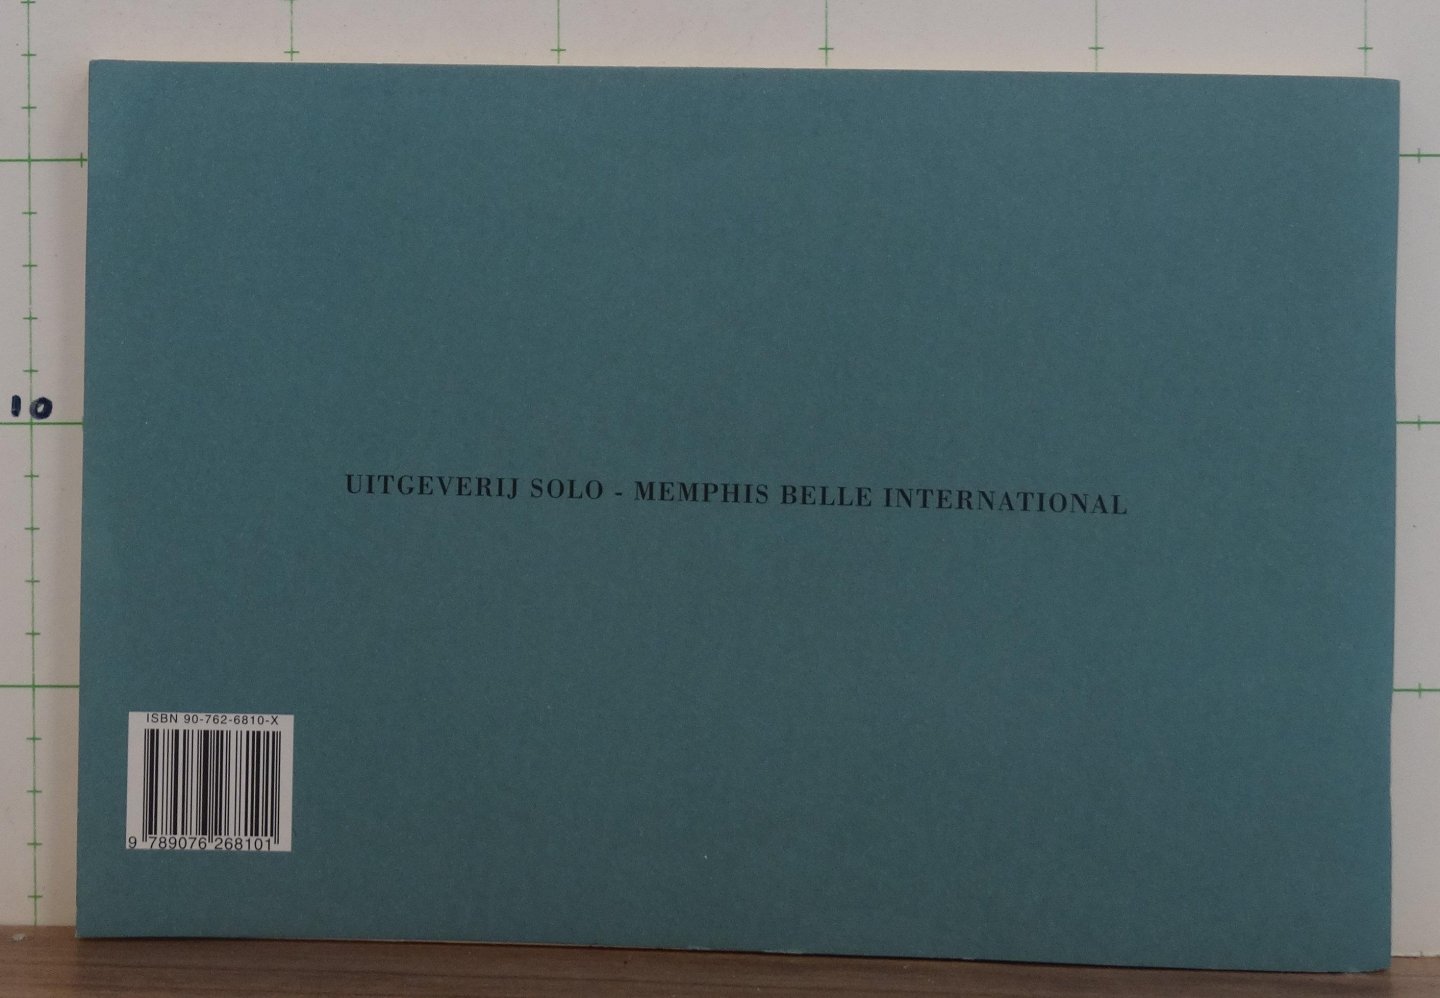 10
UITGEVERIJ SOLO - MEMPHIS BELLE INTERNATIONAL
ISBN 90-762-6810-X
9 789076 268101